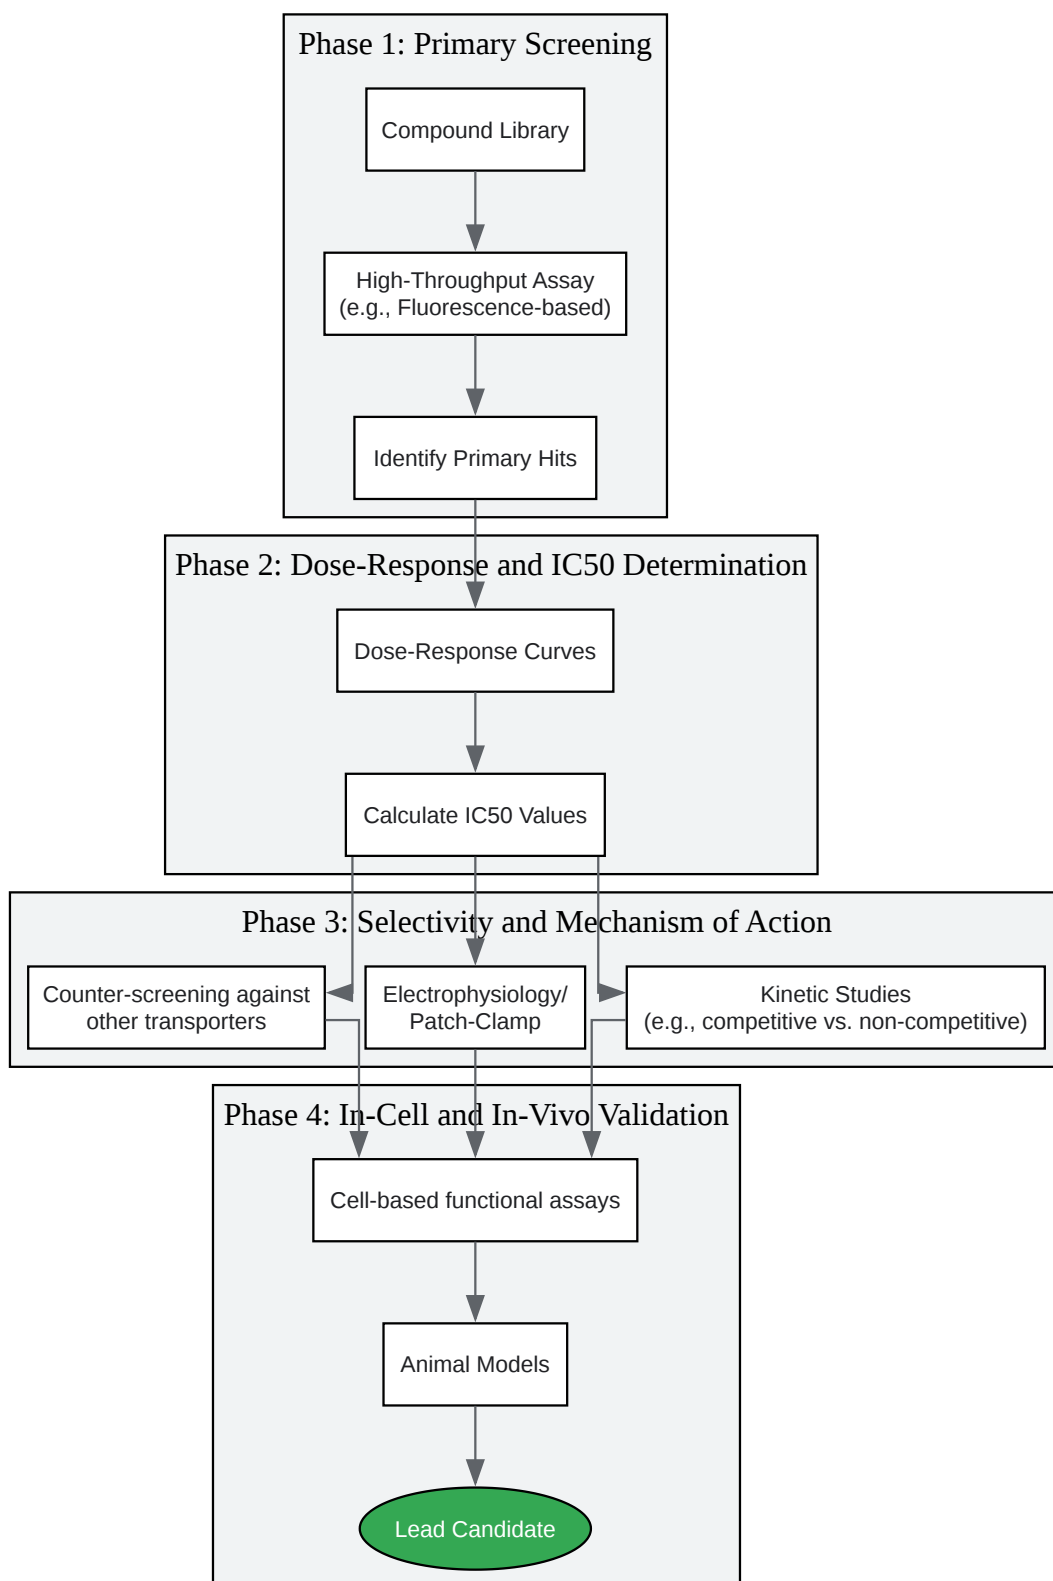 Phase 1: Primary Screening
Compound Library
High-Throughput Assay
(e.g., Fluorescence-based)
Identify Primary Hits
Phase 2: Dose-Response and IC50 Determination
Dose-Response Curves
Calculate IC50 Values
Phase 3: Selectivity and Mechanism of Action
Counter-screening against
other transporters
Electrophysiology/
Patch-Clamp
Kinetic Studies
(e.g., competitive vs. non-competitive)
Phase 4: In-Cell and In-Vivo Validation
Cell-based functional assays
Animal Models
Lead Candidate